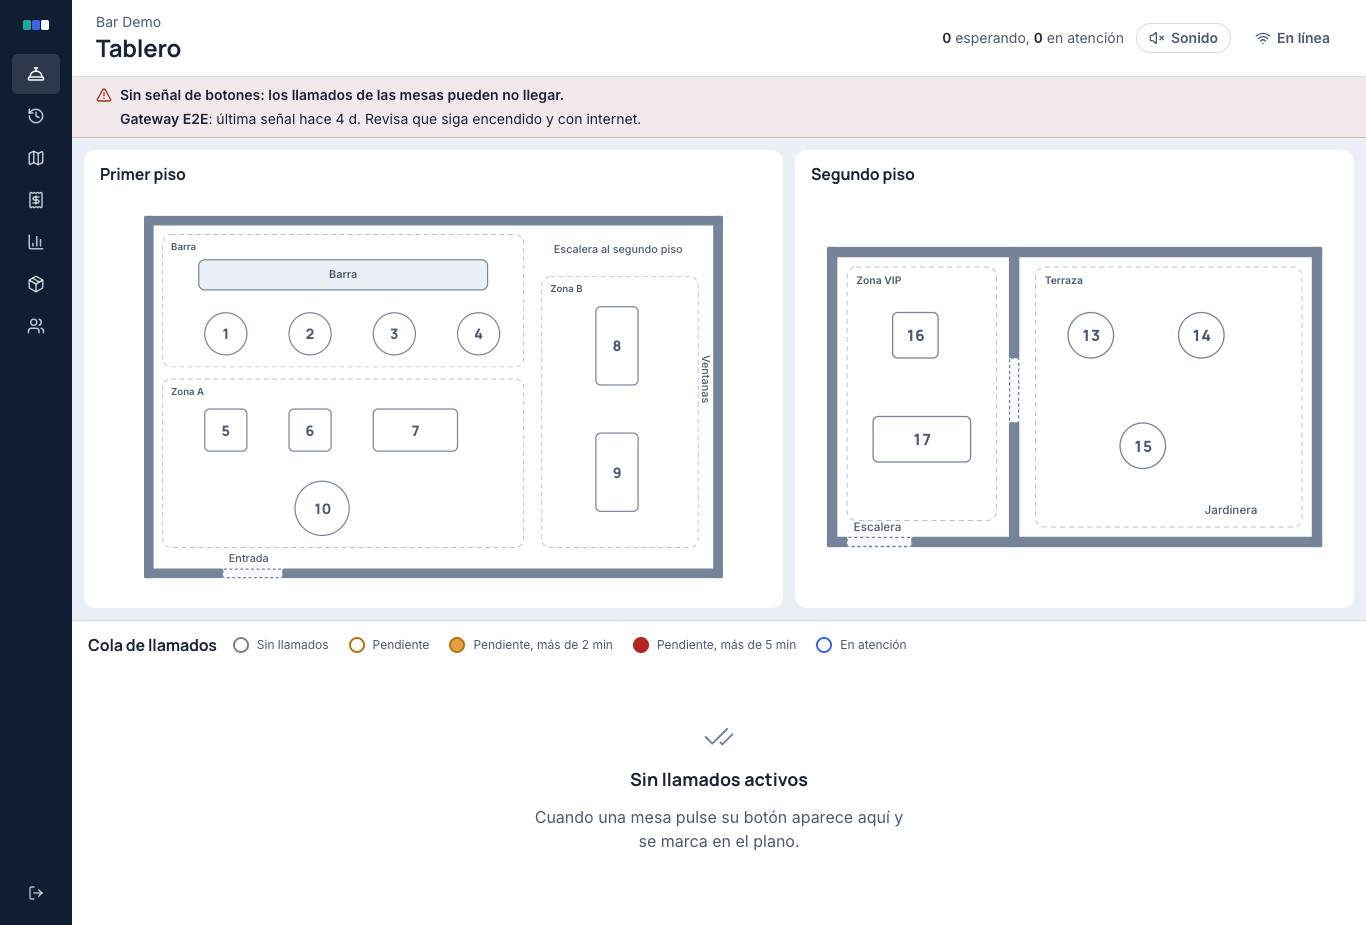 Bar Demo
Tablero
0 esperando, 0 en atención
Sonido
En línea
Sin señal de botones: los llamados de las mesas pueden no llegar.
Gateway E2E: última señal hace 4 d. Revisa que siga encendido y con internet.
Primer piso
Barra
Barra
1
2
3
4
Zona A
5
6
7
10
Entrada
Escalera al segundo piso
Zona B
8
9
Ventanas
Segundo piso
Zona VIP
16
17
Escalera
Terraza
13
14
15
Jardinera
Cola de llamados
Sin llamados
Pendiente
Pendiente, más de 2 min
Pendiente, más de 5 min
En atención
Sin llamados activos
Cuando una mesa pulse su botón aparece aquí y
se marca en el plano.